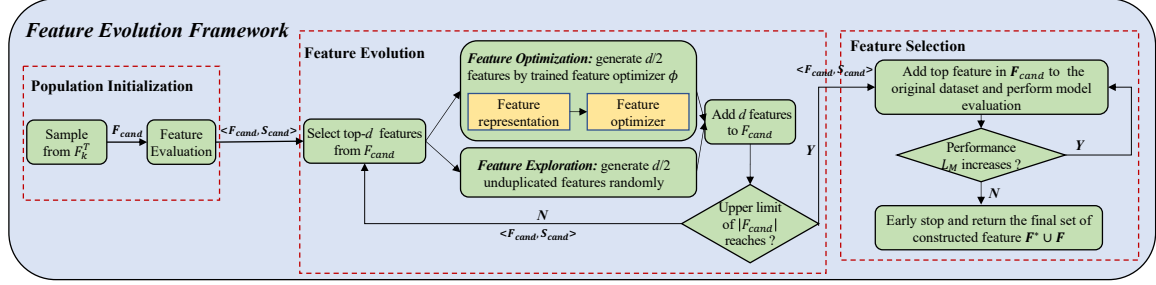 Feature Evolution Framework
Population Initialization
Sample
from F_k^T
F_cand
Feature
Evaluation
<F_cand, S_cand>
Feature Evolution
Select top-d features
from F_cand
Feature Optimization: generate d/2
features by trained feature optimizer ϕ
Feature
representation
Feature
optimizer
Feature Exploration: generate d/2
unduplicated features randomly
Add d features
to F_cand
Upper limit
of |F_cand|
reaches ?
N
<F_cand, S_cand>
Y
<F_cand, S_cand>
Feature Selection
Add top feature in F_cand to the
original dataset and perform model
evaluation
Performance
L_M increases ?
Y
N
Early stop and return the final set of
constructed feature F* ∪ F